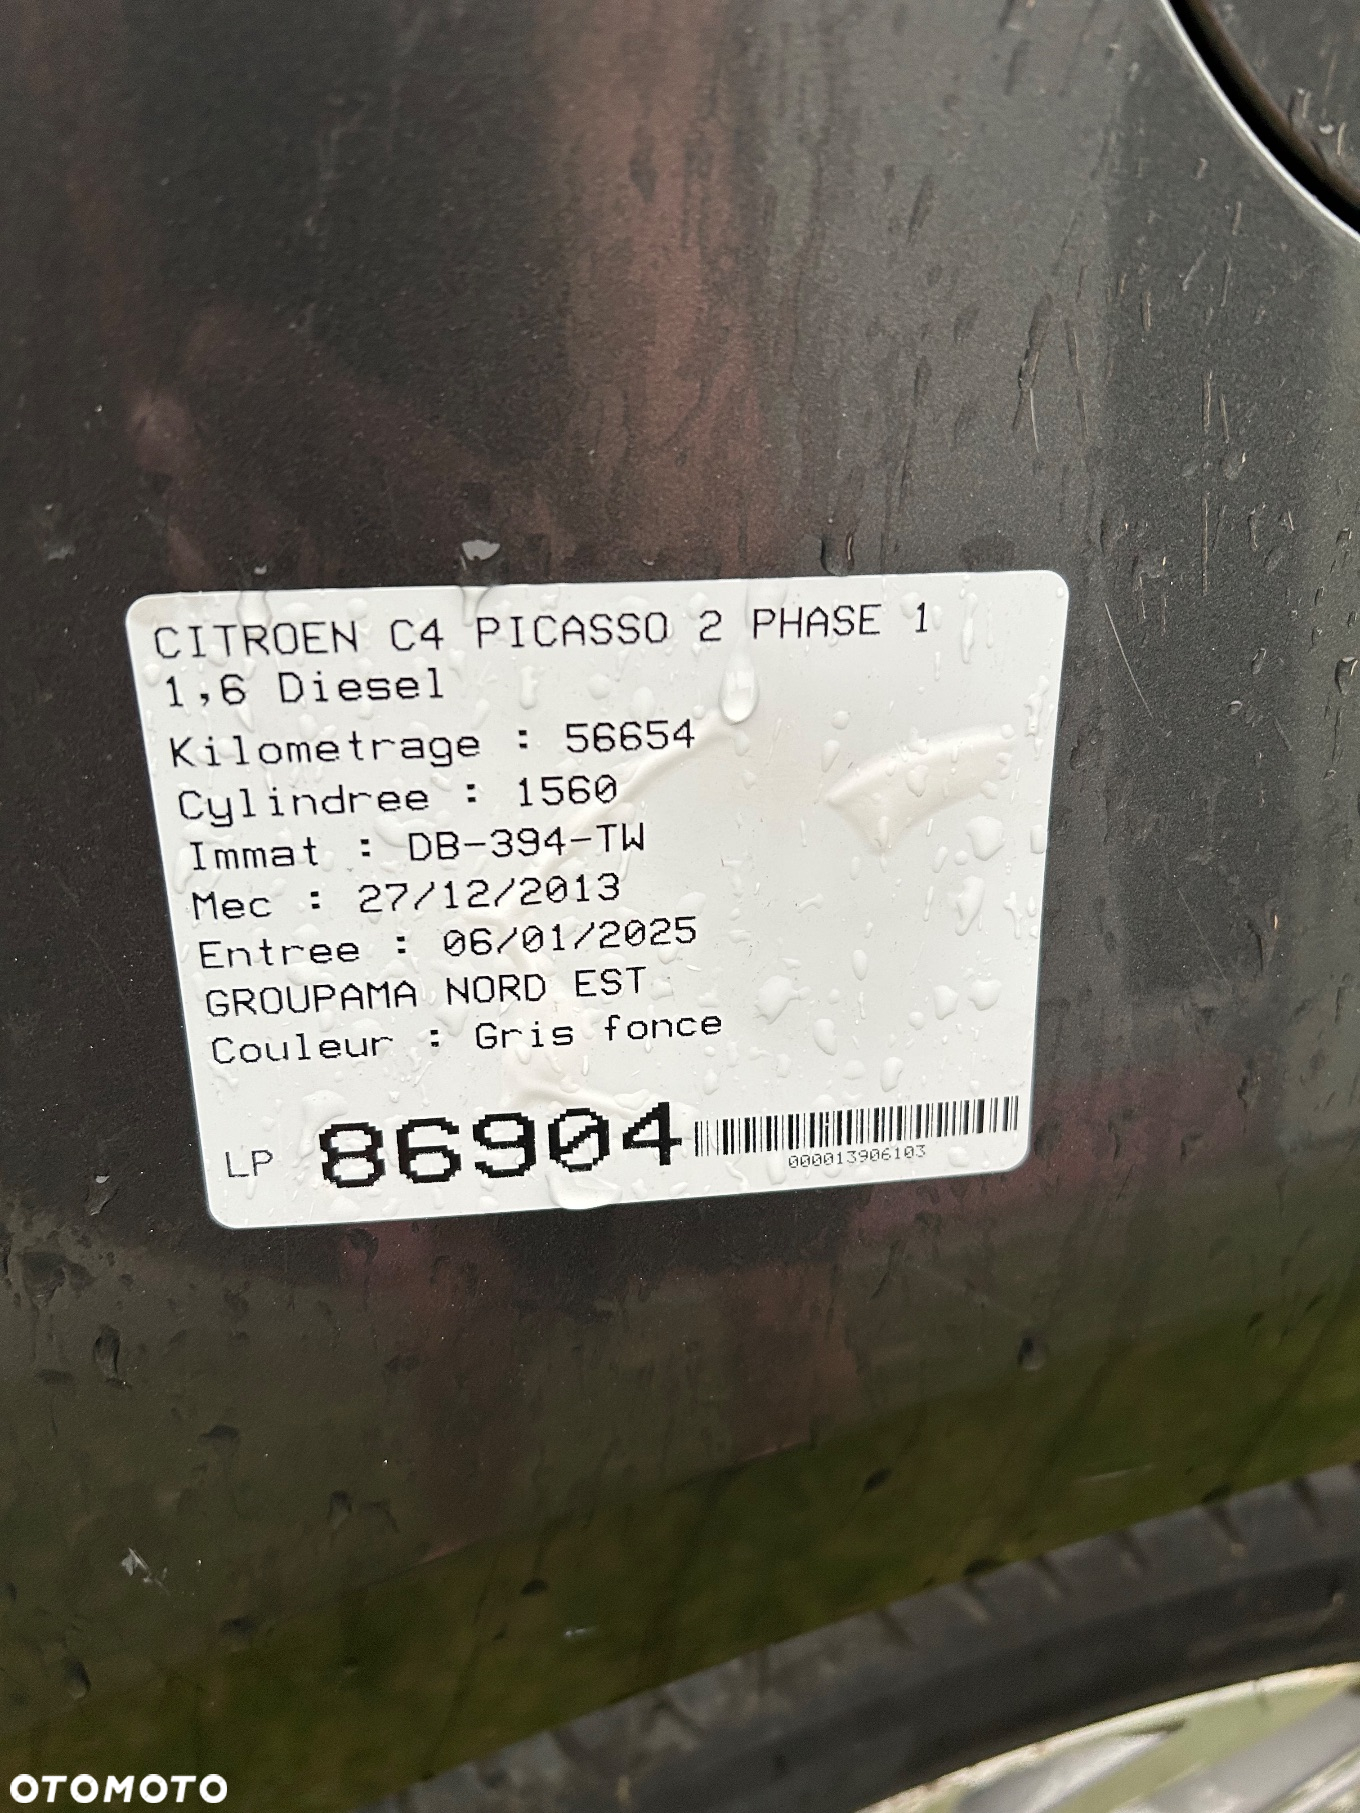 CITROEN C4 PICASSO 2 PHASE 1
1,6 Diesel
Kilometrage : 56654
Cylindree : 1560
Immat : DB-394-TW
Mec : 27/12/2013
Entree : 06/01/2025
GROUPAMA NORD EST
Couleur : Gris fonce
LP 86904
000013906103
OTOMOTO